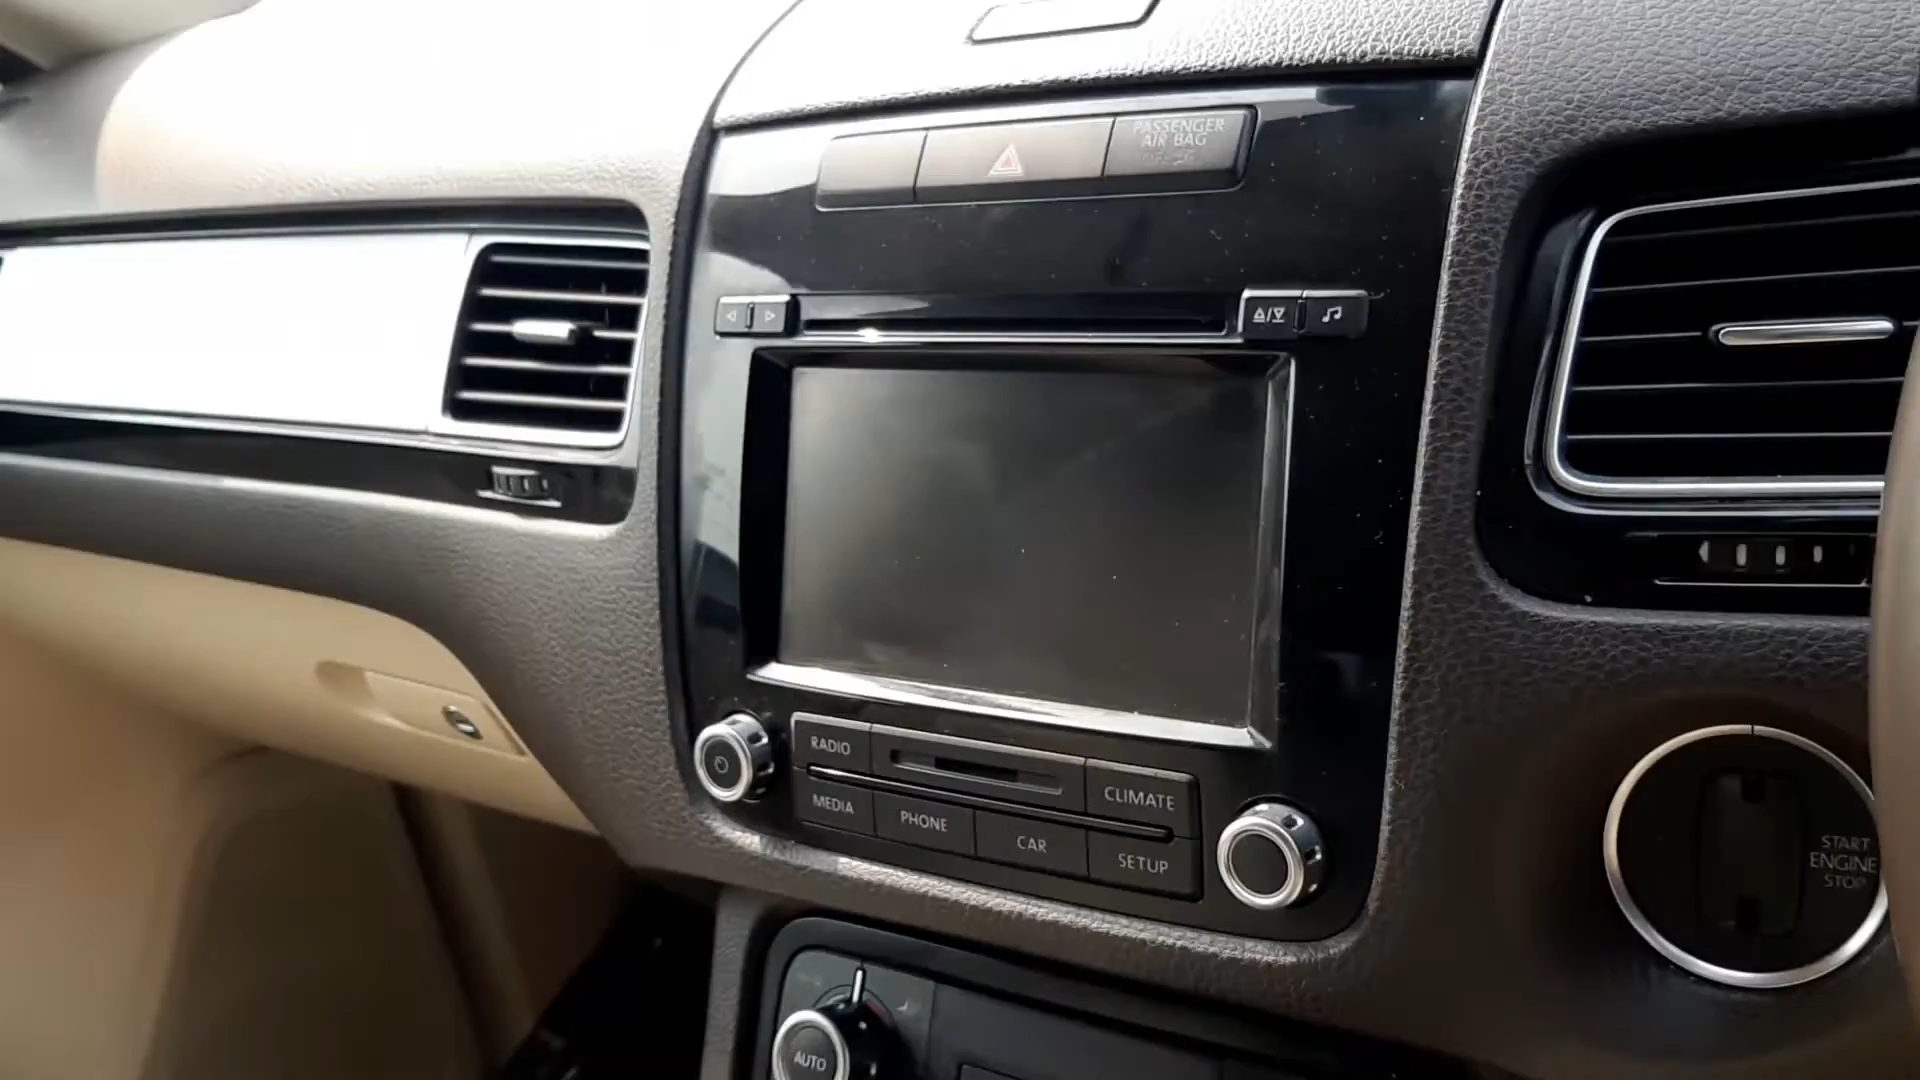 PASSENGER
AIR BAG
RADIO
CLIMATE
MEDIA
PHONE
CAR
SETUP
START
ENGINE
STOP
AUTO